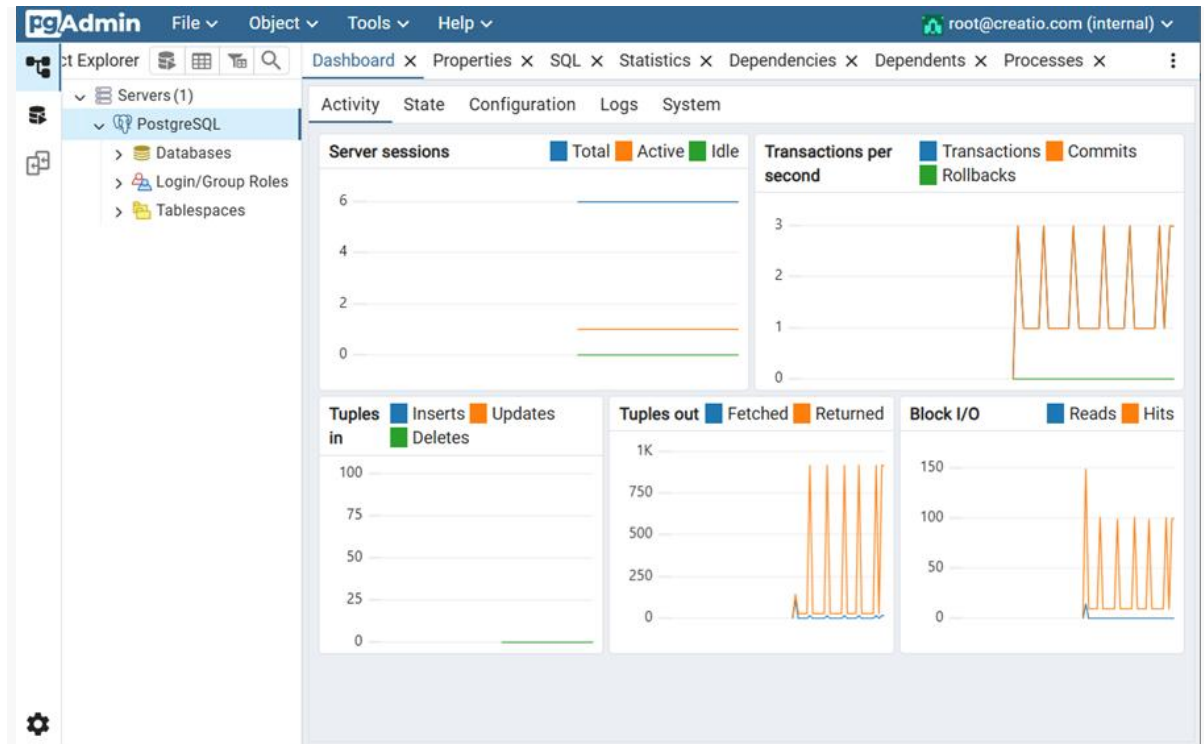 pgAdmin File Object Tools Help root@creatio.com (internal)
ct Explorer Dashboard Properties SQL Statistics Dependencies Dependents Processes
Servers (1)
PostgreSQL
Databases
Login/Group Roles
Tablespaces
Activity State Configuration Logs System
Server sessions Total Active Idle
6
4
2
0
Transactions per second Transactions Commits
Rollbacks
3
2
1
0
Tuples in Inserts Updates
Deletes
100
75
50
25
0
Tuples out Fetched Returned
1K
750
500
250
0
Block I/O Reads Hits
150
100
50
0